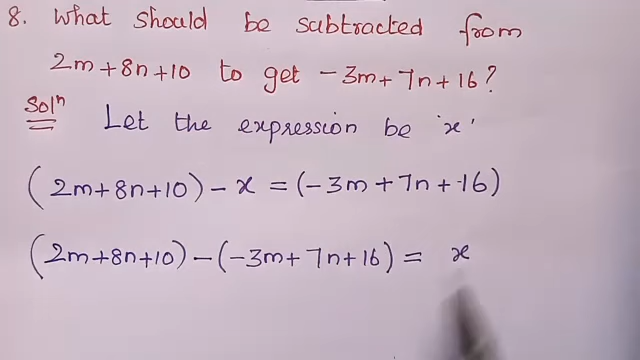 8. What should be subtracted from
2m+8n+10 to get -3m+7n+16?
Solⁿ Let the expression be 'x'
(2m+8n+10) - x = (-3m+7n+16)
(2m+8n+10) - (-3m+7n+16) = x